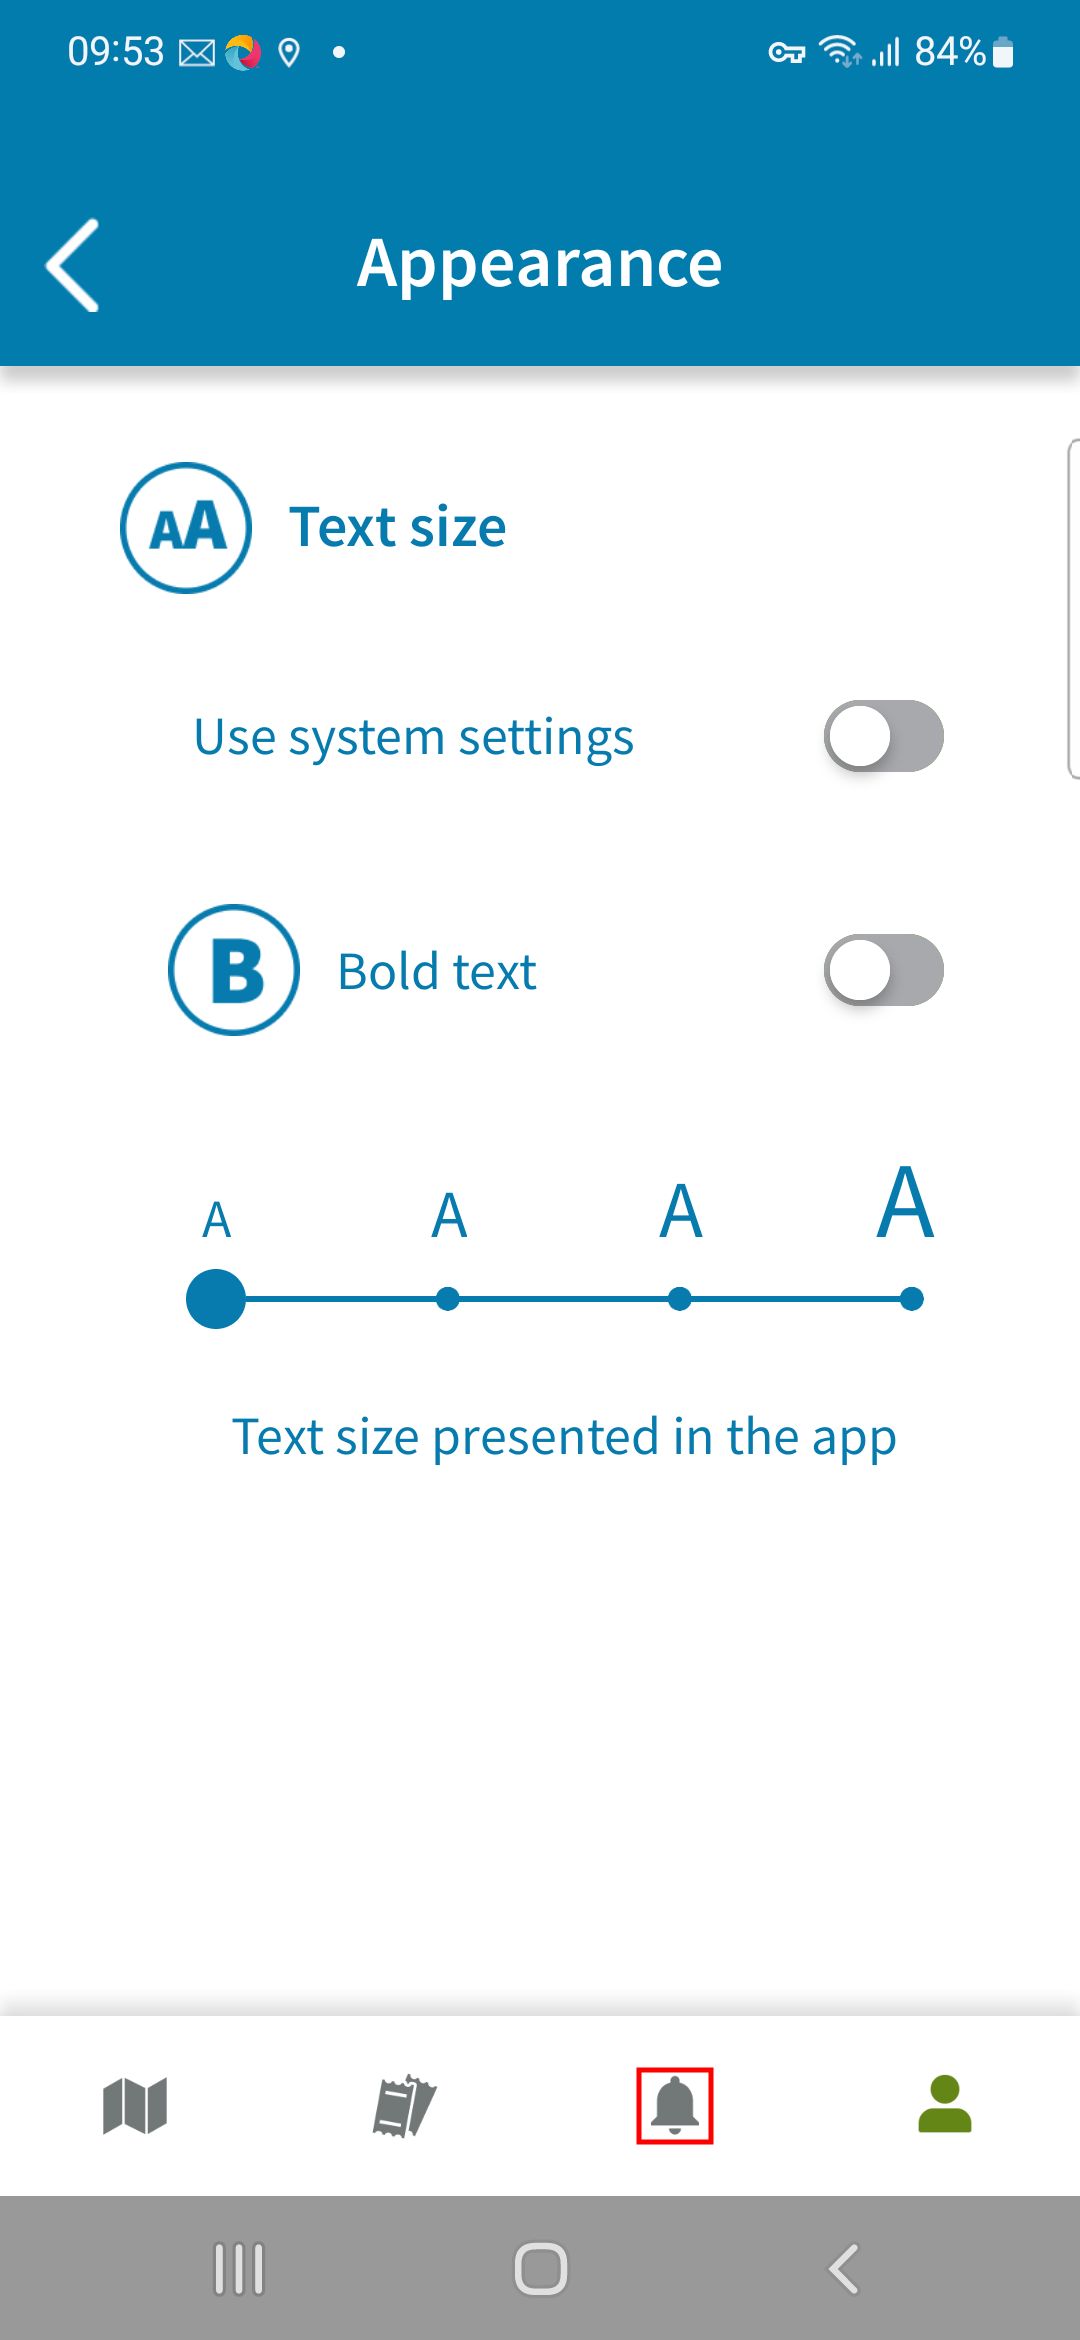 09:53 84%
Appearance
AA Text size
Use system settings
B Bold text
A A A A
Text size presented in the app